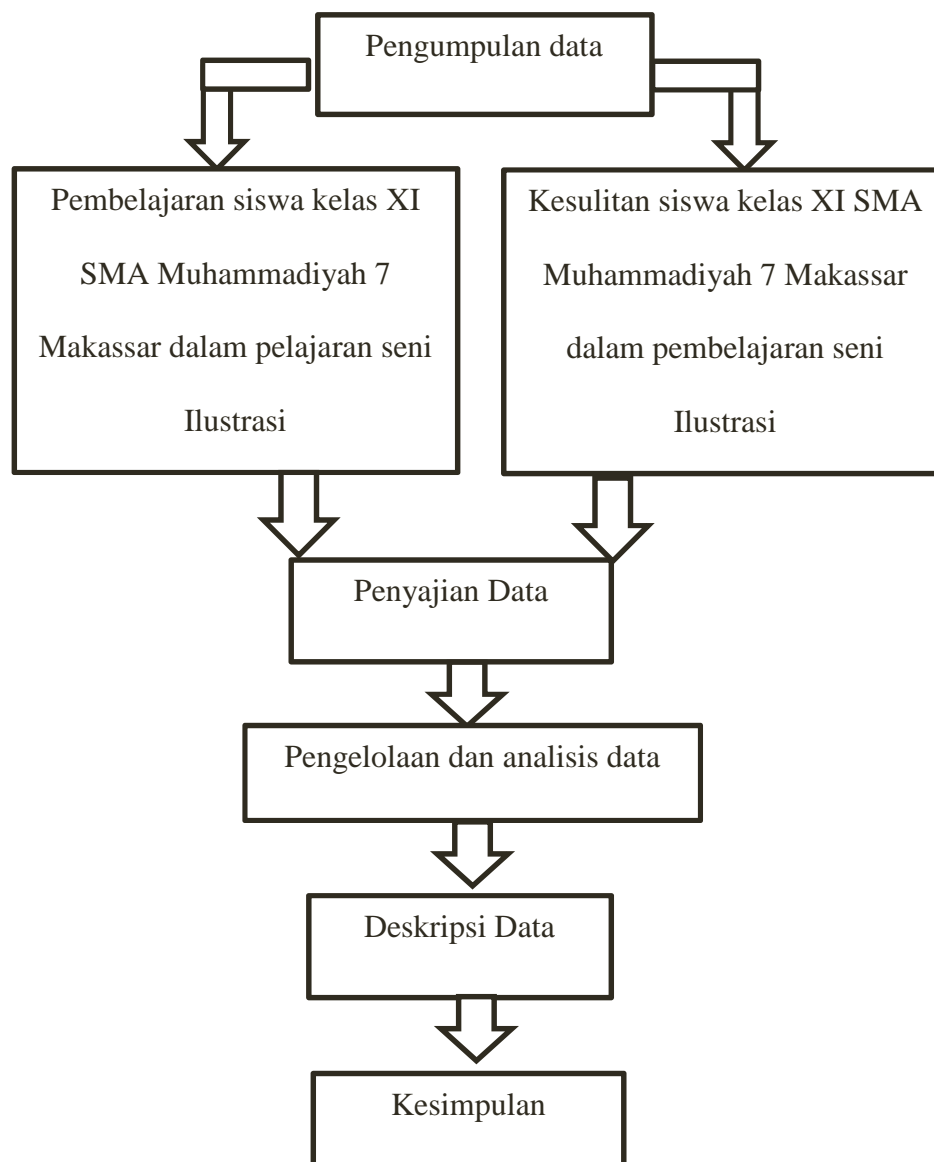 Pengumpulan data
Pembelajaran siswa kelas XI
SMA Muhammadiyah 7
Makassar dalam pelajaran seni
Ilustrasi
Kesulitan siswa kelas XI SMA
Muhammadiyah 7 Makassar
dalam pembelajaran seni
Ilustrasi
Penyajian Data
Pengelolaan dan analisis data
Deskripsi Data
Kesimpulan